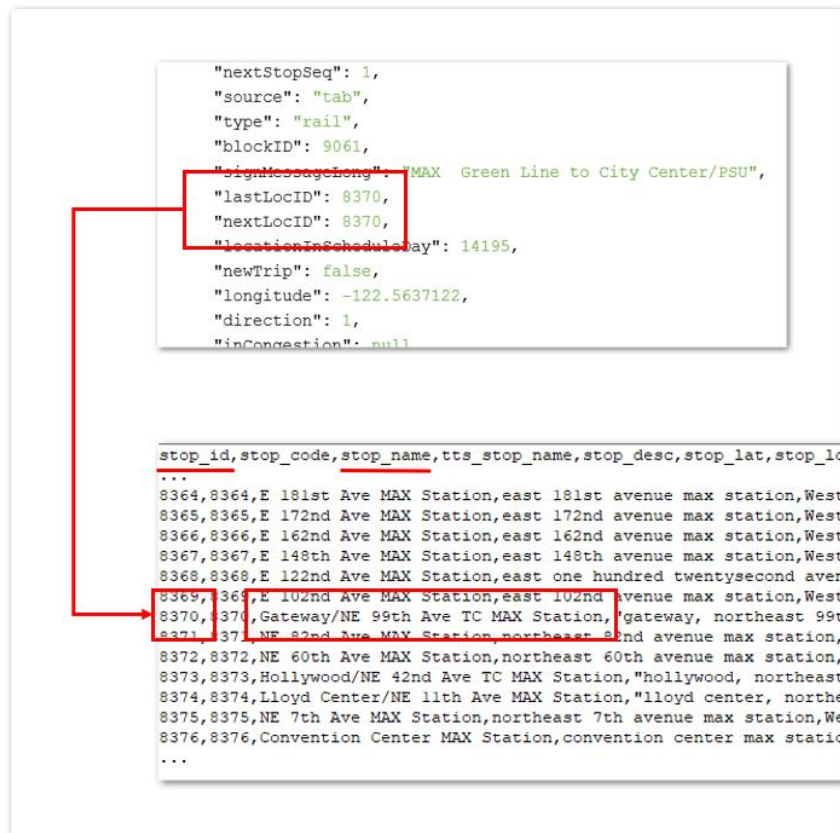 "nextStopSeq": 1,
"source": "tab",
"type": "rail",
"blockID": 9061,
"signMessageLong": "MAX  Green Line to City Center/PSU",
"lastLocID": 8370,
"nextLocID": 8370,
"locationInScheduleDay": 14195,
"newTrip": false,
"longitude": -122.5637122,
"direction": 1,
"inCongestion": null
stop_id,stop_code,stop_name,tts_stop_name,stop_desc,stop_lat,stop_lo
...
8364,8364,E 181st Ave MAX Station,east 181st avenue max station,West
8365,8365,E 172nd Ave MAX Station,east 172nd avenue max station,West
8366,8366,E 162nd Ave MAX Station,east 162nd avenue max station,West
8367,8367,E 148th Ave MAX Station,east 148th avenue max station,West
8368,8368,E 122nd Ave MAX Station,east one hundred twentysecond aven
8369,8369,E 102nd Ave MAX Station,east 102nd avenue max station,West
8370,8370,Gateway/NE 99th Ave TC MAX Station,"gateway, northeast 99t
8371,8371,NE 82nd Ave MAX Station,northeast 82nd avenue max station,
8372,8372,NE 60th Ave MAX Station,northeast 60th avenue max station,
8373,8373,Hollywood/NE 42nd Ave TC MAX Station,"hollywood, northeast
8374,8374,Lloyd Center/NE 11th Ave MAX Station,"lloyd center, northe
8375,8375,NE 7th Ave MAX Station,northeast 7th avenue max station,We
8376,8376,Convention Center MAX Station,convention center max statio
...